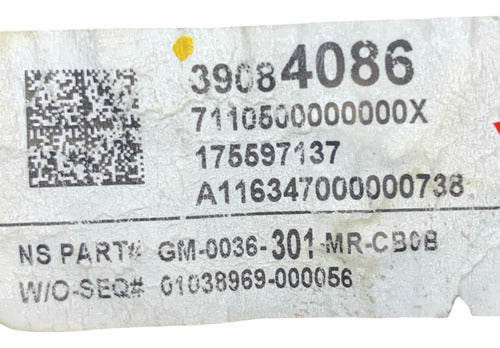 39084086
7110500000000X
175597137
A116347000000738
NS PART# GM-0036-301-MR-CB0B
W/O-SEQ# 01038969-000056